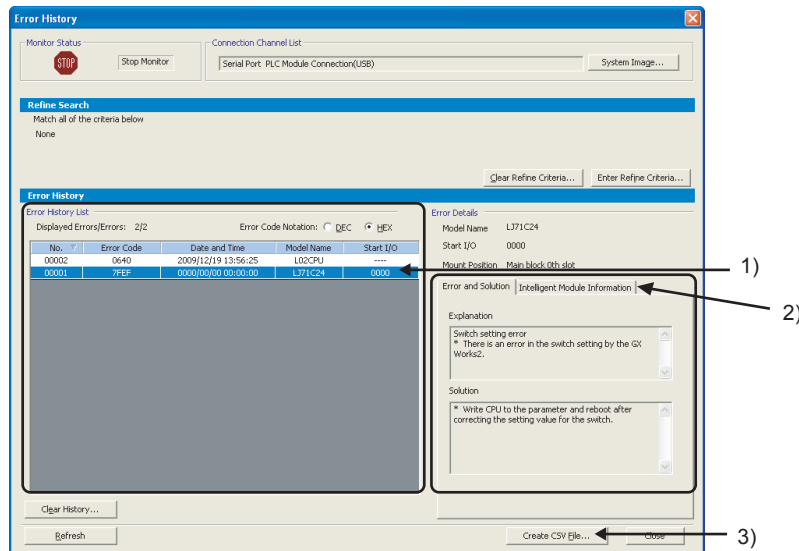 Error History
Monitor Status
STOP
Stop Monitor
Connection Channel List
Serial Port PLC Module Connection(USB)
System Image...
Refine Search
Match all of the criteria below
None
Clear Refine Criteria...
Enter Refine Criteria...
Error History
Error History List
Displayed Errors/Errors: 2/2
Error Code Notation: DEC HEX
No. Error Code Date and Time Model Name Start I/O
00002 0640 2009/12/19 13:56:25 L02CPU ----
00001 7FEF 0000/00/00 00:00:00 LJ71C24 0000
Error Details
Model Name LJ71C24
Start I/O 0000
Mount Position Main block 0th slot
1)
Error and Solution
Intelligent Module Information
2)
Explanation
Switch setting error
* There is an error in the switch setting by the GX
Works2.
Solution
* Write CPU to the parameter and reboot after
correcting the setting value for the switch.
Clear History...
Refresh
Create CSV File...
Close
3)